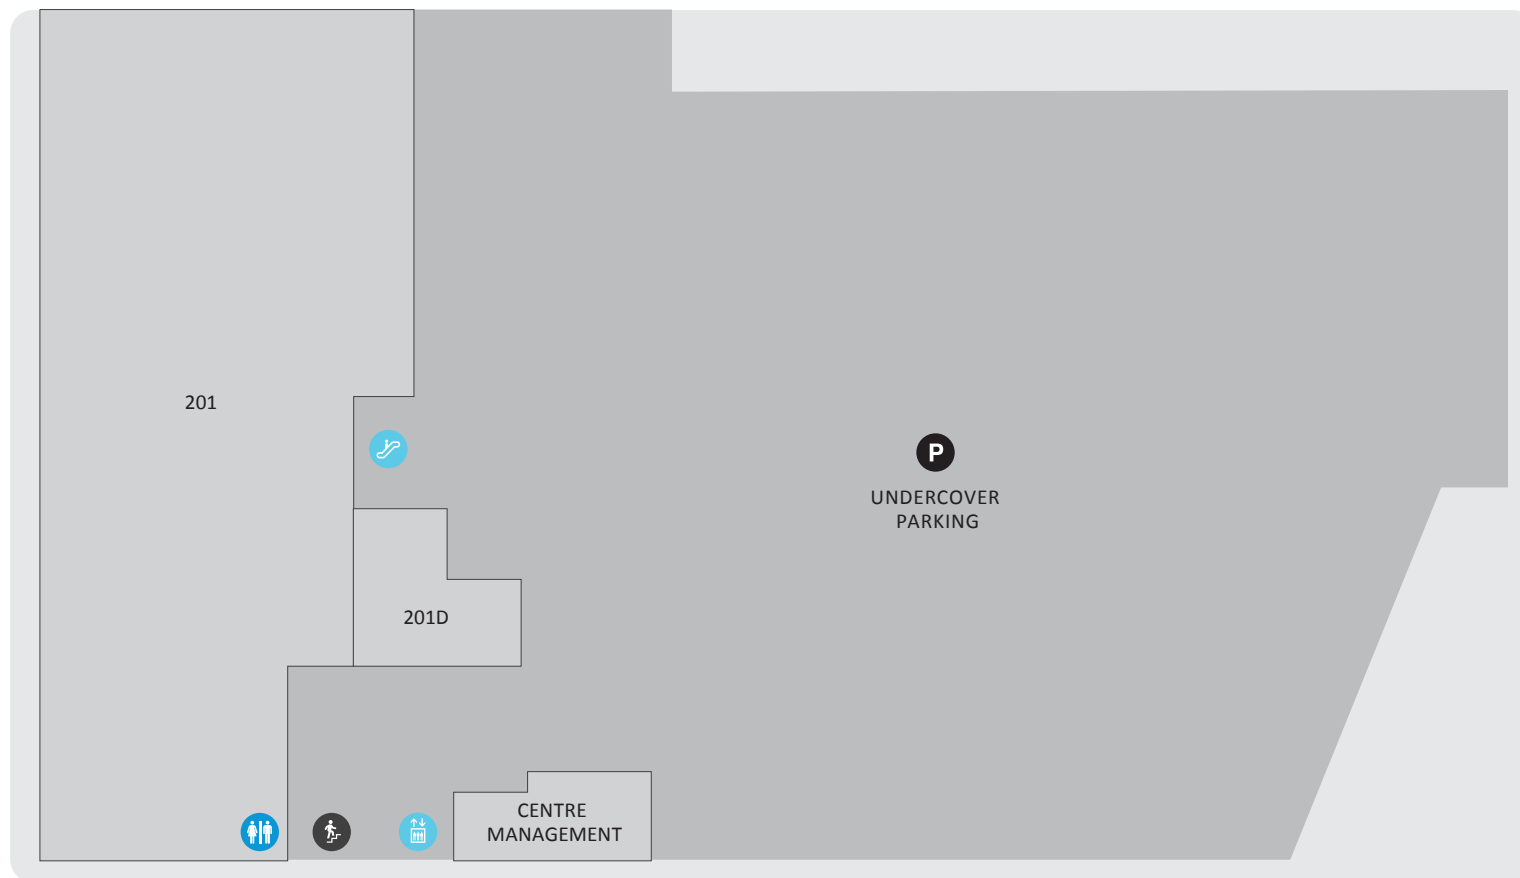 201
P
UNDERCOVER
PARKING
201D
CENTRE
MANAGEMENT